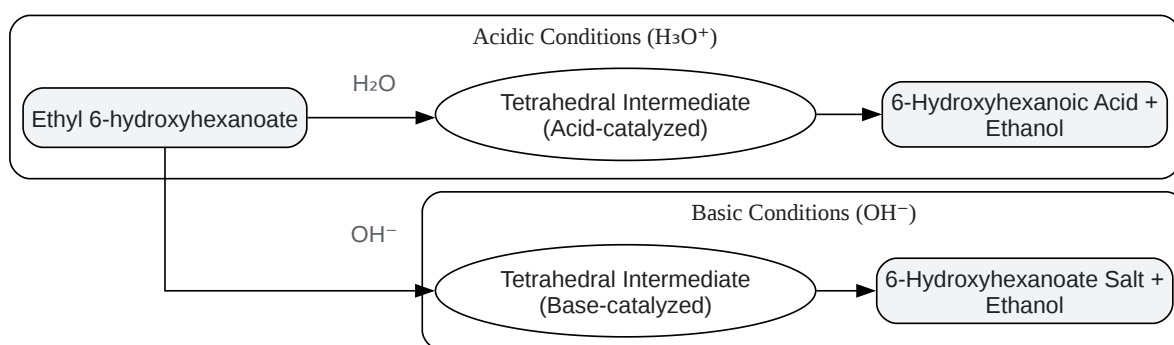 Acidic Conditions (H₃O⁺)
H₂O
Ethyl 6-hydroxyhexanoate
Tetrahedral Intermediate
(Acid-catalyzed)
6-Hydroxyhexanoic Acid +
Ethanol
Basic Conditions (OH⁻)
OH⁻
Tetrahedral Intermediate
(Base-catalyzed)
6-Hydroxyhexanoate Salt +
Ethanol